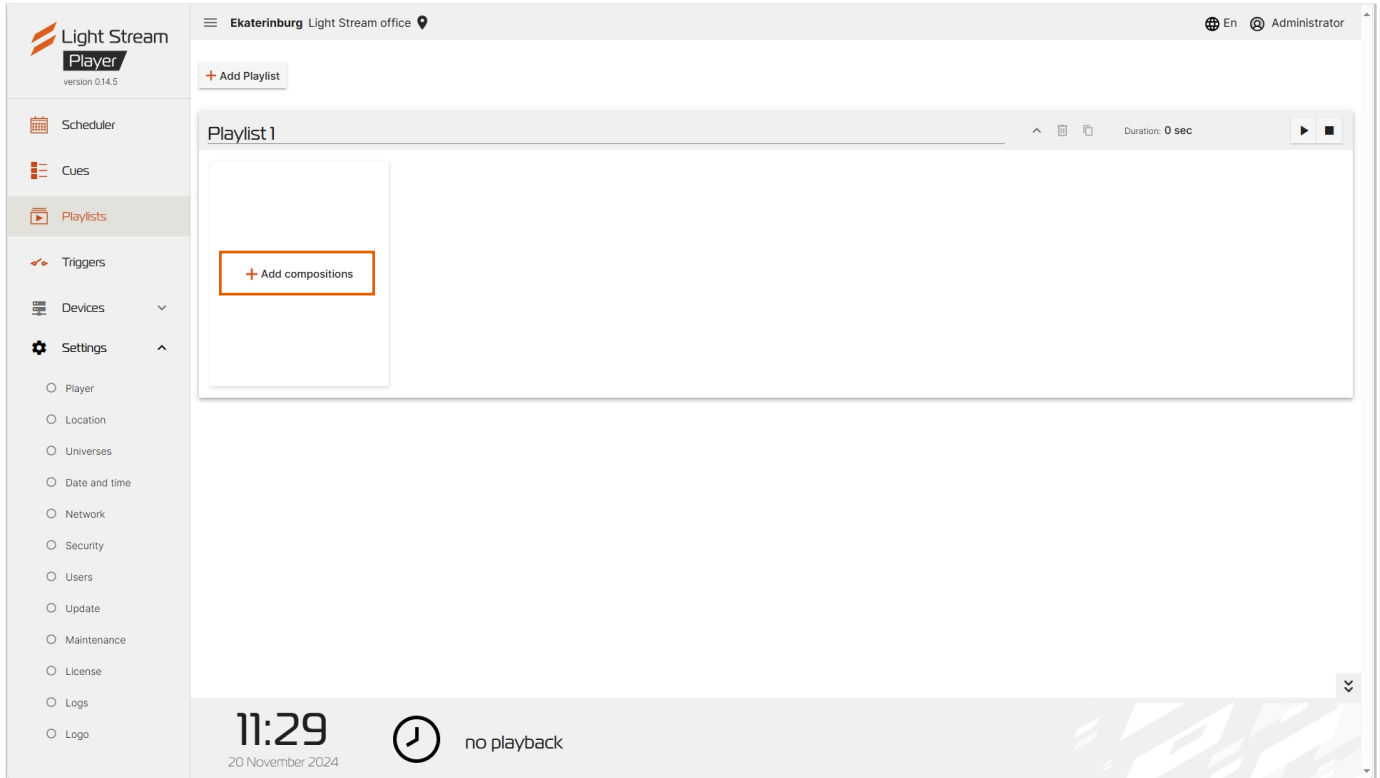 Light Stream
Player
version 0.14.5
Scheduler
Cues
Playlists
Triggers
Devices
Settings
Player
Location
Universes
Date and time
Network
Security
Users
Update
Maintenance
License
Logs
Logo
Ekaterinburg Light Stream office
En Administrator
+ Add Playlist
Playlist 1
Duration: 0 sec
+ Add compositions
11:29
20 November 2024
no playback